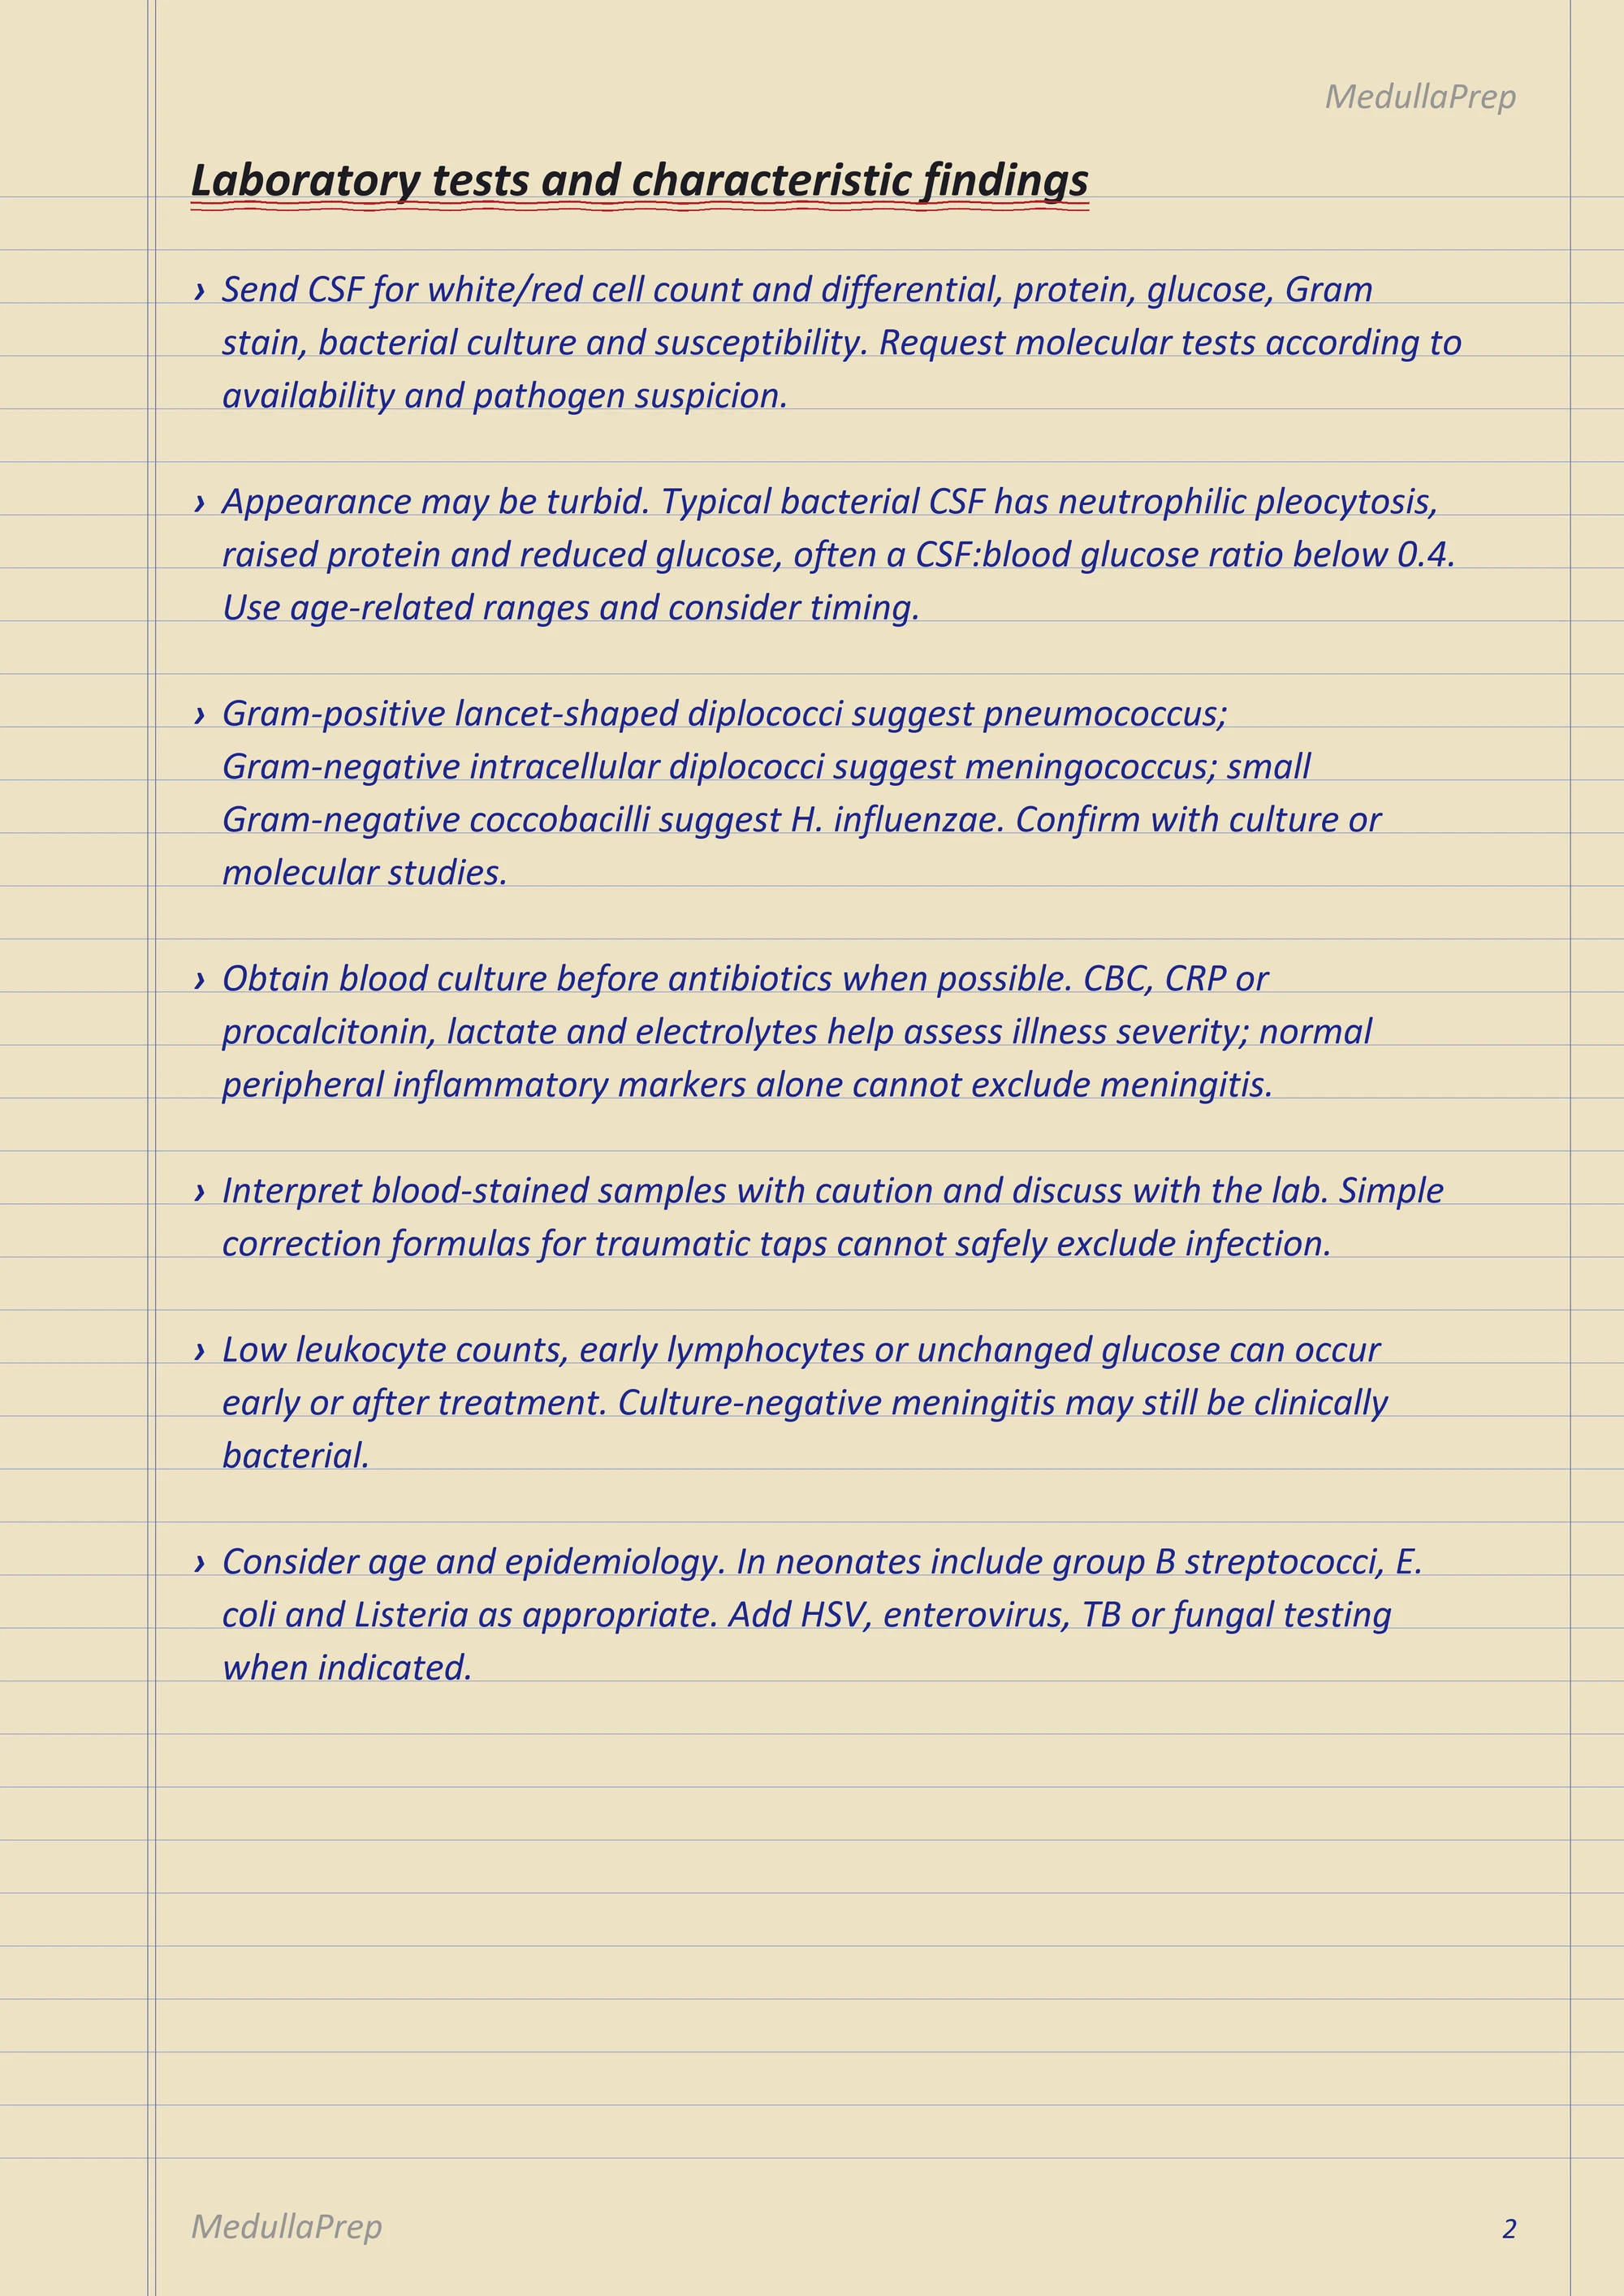 MedullaPrep
Laboratory tests and characteristic findings
› Send CSF for white/red cell count and differential, protein, glucose, Gram
stain, bacterial culture and susceptibility. Request molecular tests according to
availability and pathogen suspicion.
› Appearance may be turbid. Typical bacterial CSF has neutrophilic pleocytosis,
raised protein and reduced glucose, often a CSF:blood glucose ratio below 0.4.
Use age-related ranges and consider timing.
› Gram-positive lancet-shaped diplococci suggest pneumococcus;
Gram-negative intracellular diplococci suggest meningococcus; small
Gram-negative coccobacilli suggest H. influenzae. Confirm with culture or
molecular studies.
› Obtain blood culture before antibiotics when possible. CBC, CRP or
procalcitonin, lactate and electrolytes help assess illness severity; normal
peripheral inflammatory markers alone cannot exclude meningitis.
› Interpret blood-stained samples with caution and discuss with the lab. Simple
correction formulas for traumatic taps cannot safely exclude infection.
› Low leukocyte counts, early lymphocytes or unchanged glucose can occur
early or after treatment. Culture-negative meningitis may still be clinically
bacterial.
› Consider age and epidemiology. In neonates include group B streptococci, E.
coli and Listeria as appropriate. Add HSV, enterovirus, TB or fungal testing
when indicated.
MedullaPrep
2